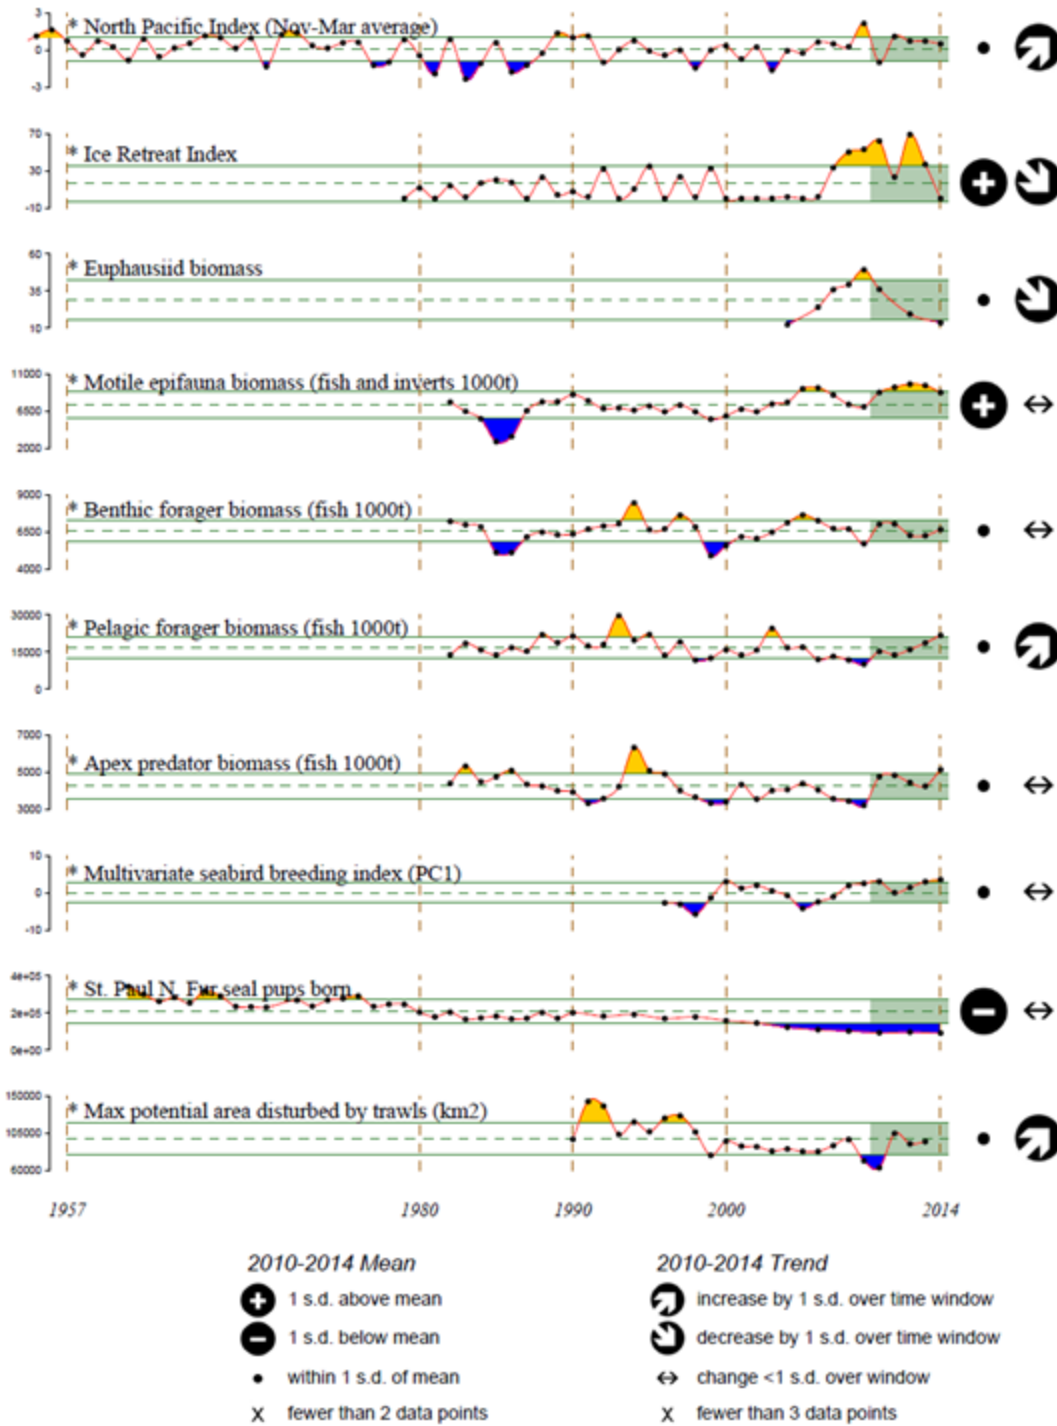 * North Pacific Index (Nov-Mar average)
3
0
-3
* Ice Retreat Index
70
30
-10
* Euphausiid biomass
60
35
10
* Motile epifauna biomass (fish and inverts 1000t)
11000
6500
2000
* Benthic forager biomass (fish 1000t)
9000
6500
4000
* Pelagic forager biomass (fish 1000t)
30000
15000
0
* Apex predator biomass (fish 1000t)
7000
5000
3000
* Multivariate seabird breeding index (PC1)
10
0
-10
* St. Paul N. Fur seal pups born
4e+05
2e+05
0e+00
* Max potential area disturbed by trawls (km2)
150000
105000
60000
1957 1980 1990 2000 2014
2010-2014 Mean
1 s.d. above mean
1 s.d. below mean
within 1 s.d. of mean
X fewer than 2 data points
2010-2014 Trend
increase by 1 s.d. over time window
decrease by 1 s.d. over time window
change <1 s.d. over window
X fewer than 3 data points